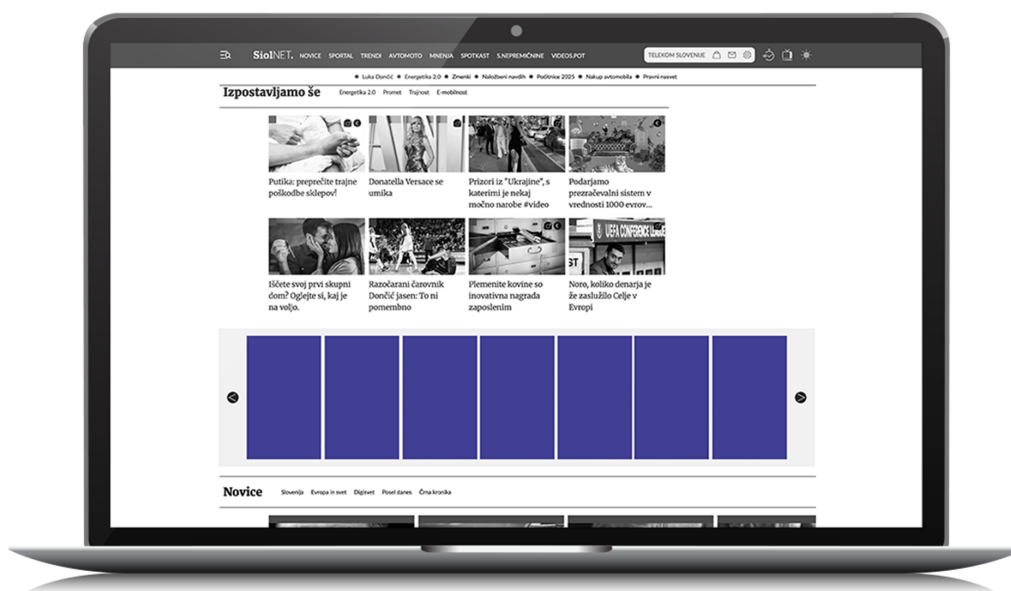 SiolNET. NOVICE SPORTAL TRENDI AVTOMOTO MNENJA SPOTKAST S.NEPREMIČNINE VIDEOS.POT TELEKOM SLOVENIJE
Luka Dončić Energetika 2.0 Zmenki Naložbeni navdih Počitnice 2025 Nakup avtomobila Pravni nasvet
Izpostavljamo še Energetika 2.0 Promet Trajnost E-mobilnost
Putika: preprečite trajne
poškodbe sklepov!
Donatella Versace se
umika
Prizori iz "Ukrajine", s
katerimi je nekaj
močno narobe #video
Podarjamo
prezračevalni sistem v
vrednosti 1000 evrov...
UEFA CONFERENCE
ST
Iščete svoj prvi skupni
dom? Oglejte si, kaj je
na voljo.
Razočarani čarovnik
Dončić jasen: To ni
pomembno
Plemenite kovine so
inovativna nagrada
zaposlenim
Noro, koliko denarja je
že zaslužilo Celje v
Evropi
Novice Slovenija Evropa in svet Digisvet Posel danes Črna kronika